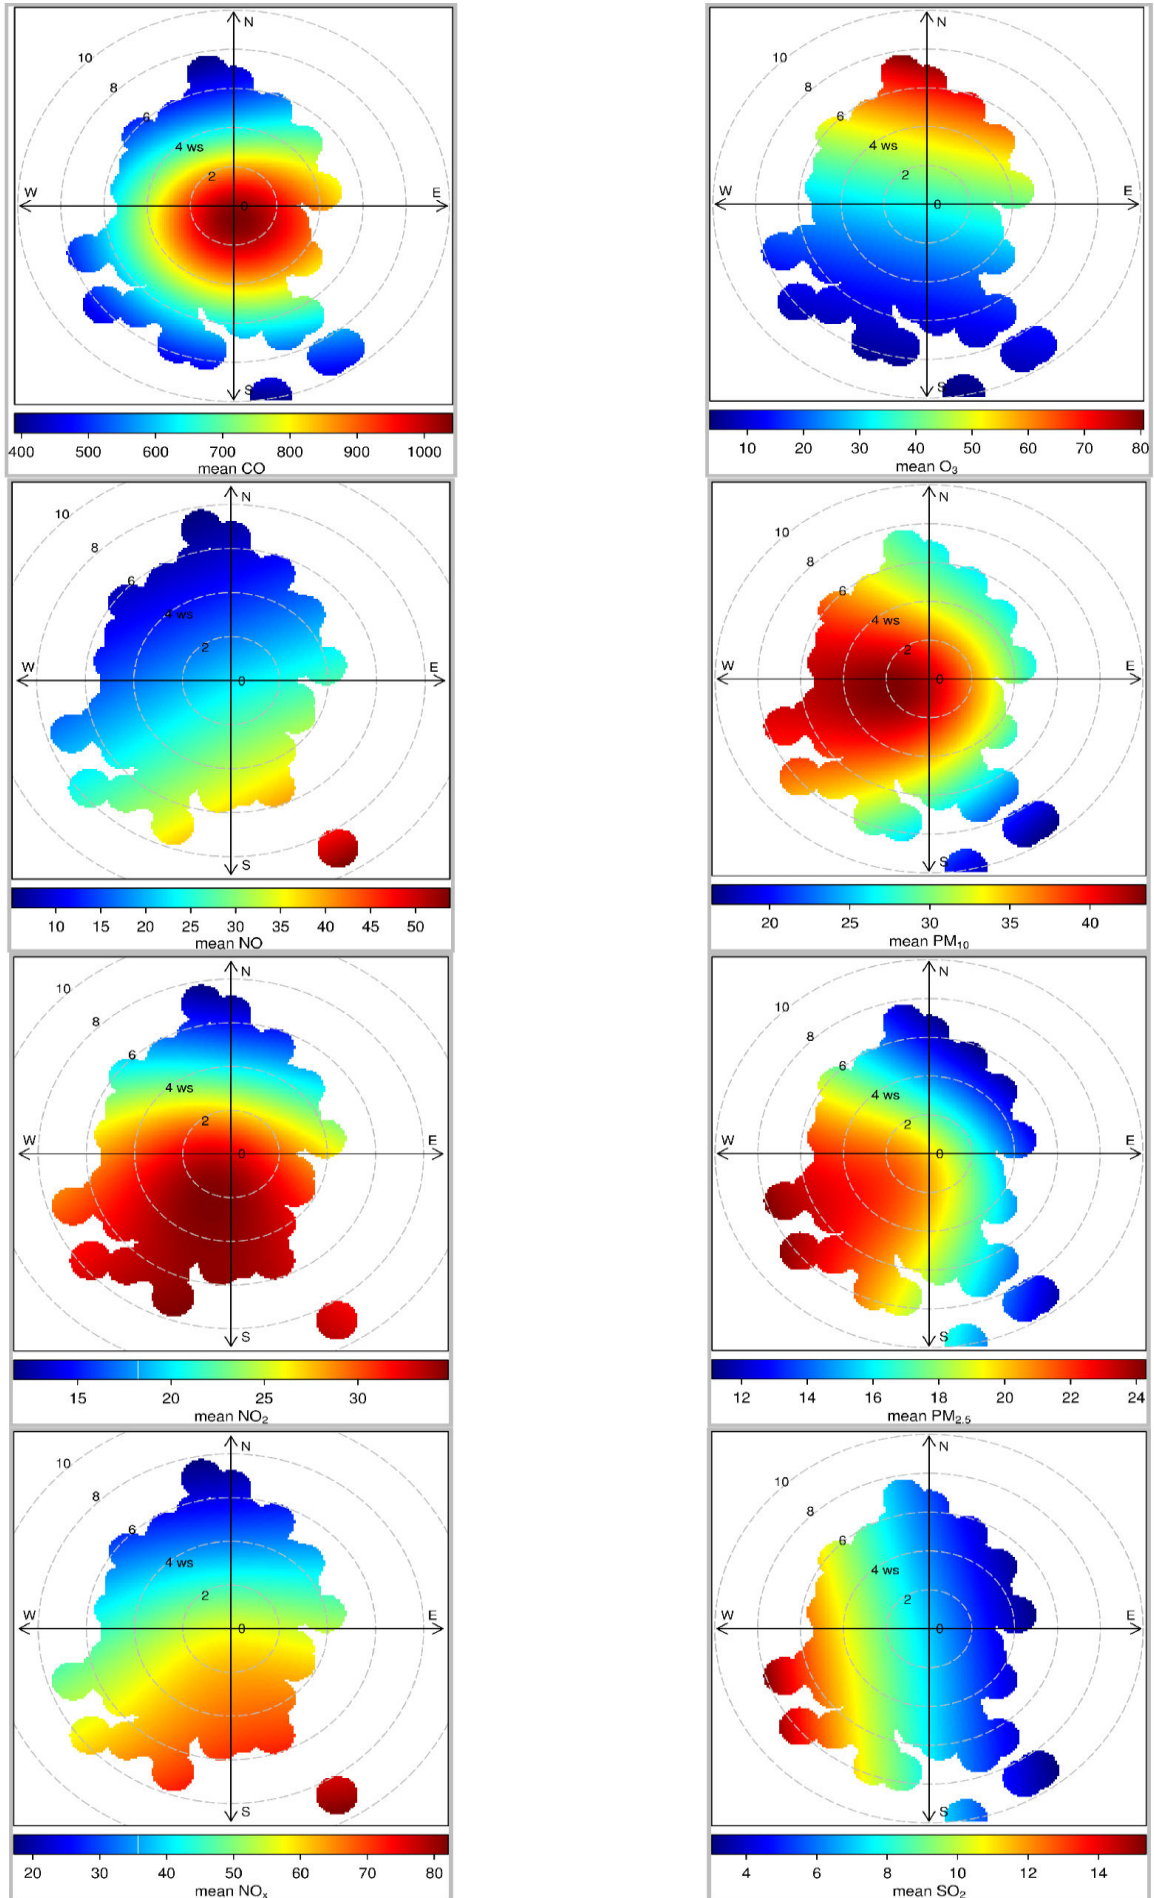 N
10
8
6
4 ws
2
W
0
E
S
400 500 600 700 800 900 1000
mean CO
N
10
8
6
4 ws
2
W
0
E
S
10 20 30 40 50 60 70 80
mean O₃
N
10
8
6
4 ws
2
W
0
E
S
10 15 20 25 30 35 40 45 50
mean NO
N
10
8
6
4 ws
2
W
0
E
S
20 25 30 35 40
mean PM₁₀
N
10
8
6
4 ws
2
W
0
E
S
15 20 25 30
mean NO₂
N
10
8
6
4 ws
2
W
0
E
S
12 14 16 18 20 22 24
mean PM₂.₅
N
10
8
6
4 ws
2
W
0
E
S
20 30 40 50 60 70 80
mean NOₓ
N
10
8
6
4 ws
2
W
0
E
S
4 6 8 10 12 14
mean SO₂